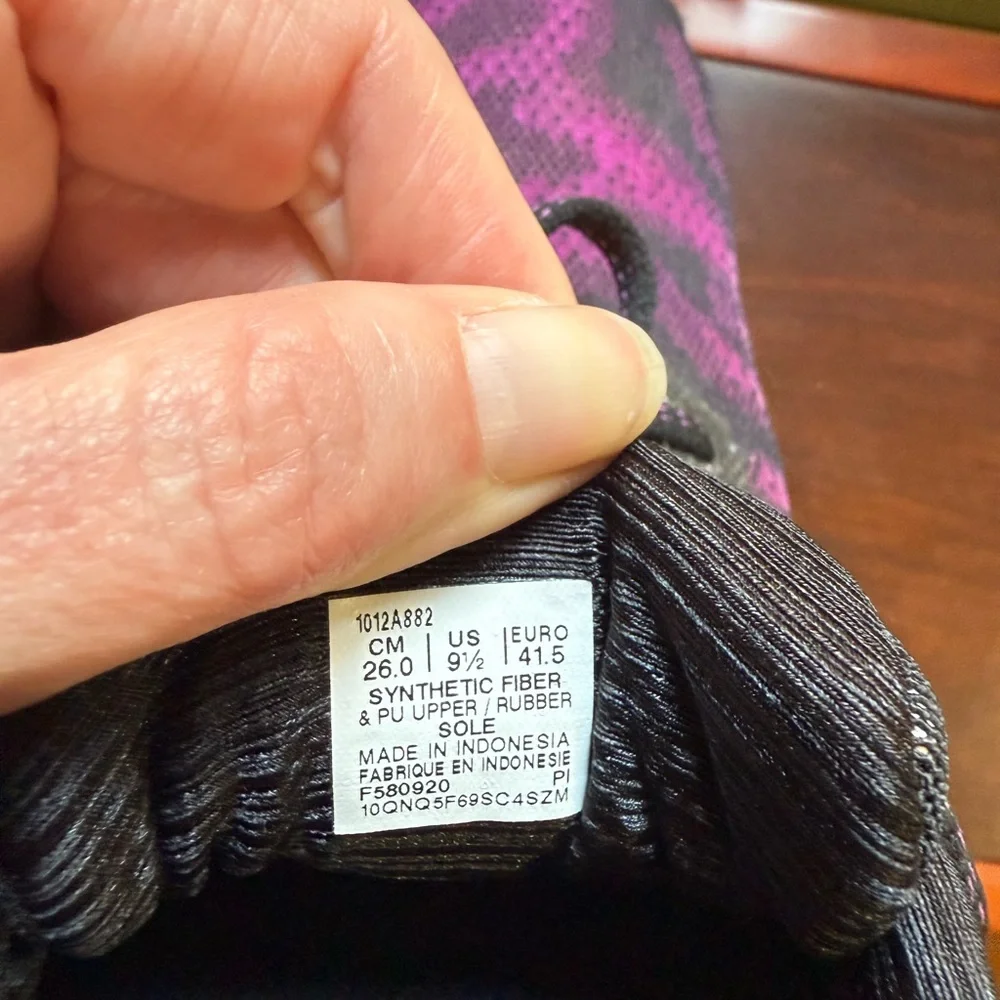 1012A882
CM | US | EURO
26.0 | 9½ | 41.5
SYNTHETIC FIBER
& PU UPPER / RUBBER
SOLE
MADE IN INDONESIA
FABRIQUE EN INDONESIE
F580920 PI
10QNQ5F69SC4SZM